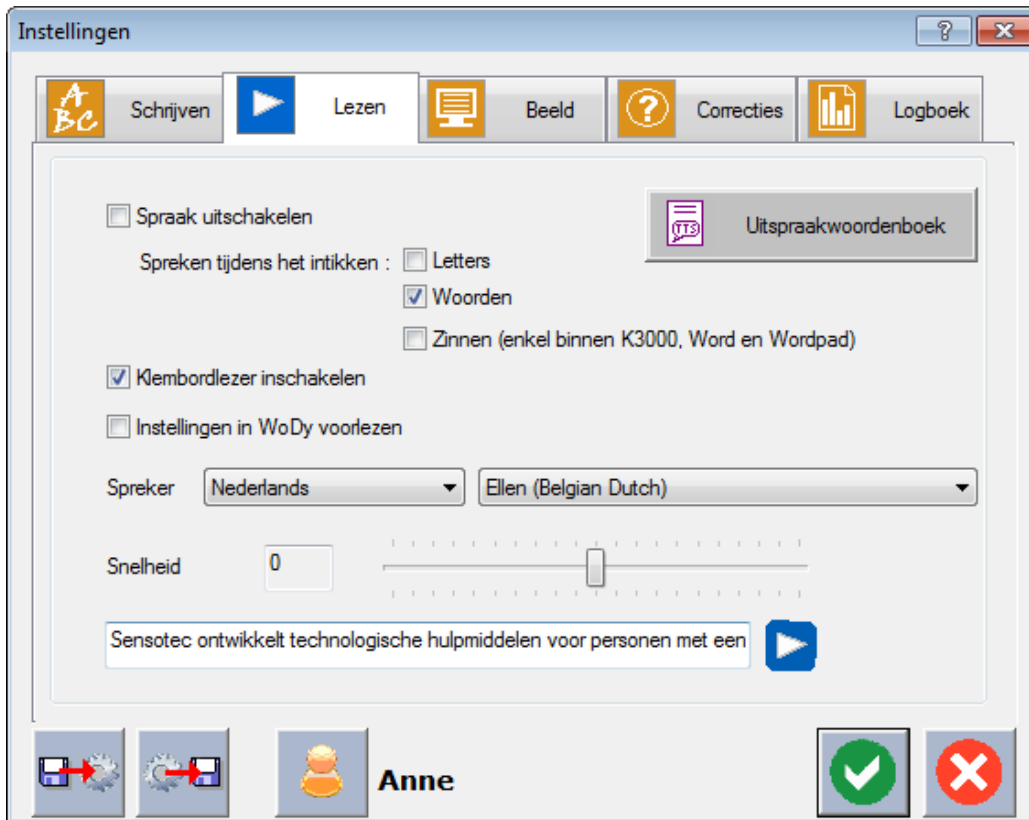 Instellingen
ABC Schrijven Lezen Beeld Correcties Logboek
Spraak uitschakelen
TTS Uitspraakwoordenboek
Spreken tijdens het intikken : Letters
Woorden
Zinnen (enkel binnen K3000, Word en Wordpad)
Klembordlezer inschakelen
Instellingen in WoDy voorlezen
Spreker Nederlands Ellen (Belgian Dutch)
Snelheid 0
Sensotec ontwikkelt technologische hulpmiddelen voor personen met een
Anne